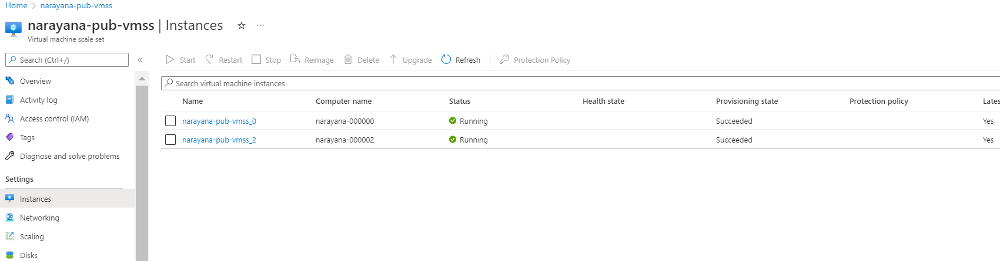 Home > narayana-pub-vmss
narayana-pub-vmss | Instances ...
Virtual machine scale set
Search (Ctrl+/) «
Start Restart Stop Reimage Delete Upgrade Refresh Protection Policy
Search virtual machine instances
Name Computer name Status Health state Provisioning state Protection policy Lates
narayana-pub-vmss_0 narayana-000000 Running Succeeded Yes
narayana-pub-vmss_2 narayana-000002 Running Succeeded Yes
Overview
Activity log
Access control (IAM)
Tags
Diagnose and solve problems
Settings
Instances
Networking
Scaling
Disks